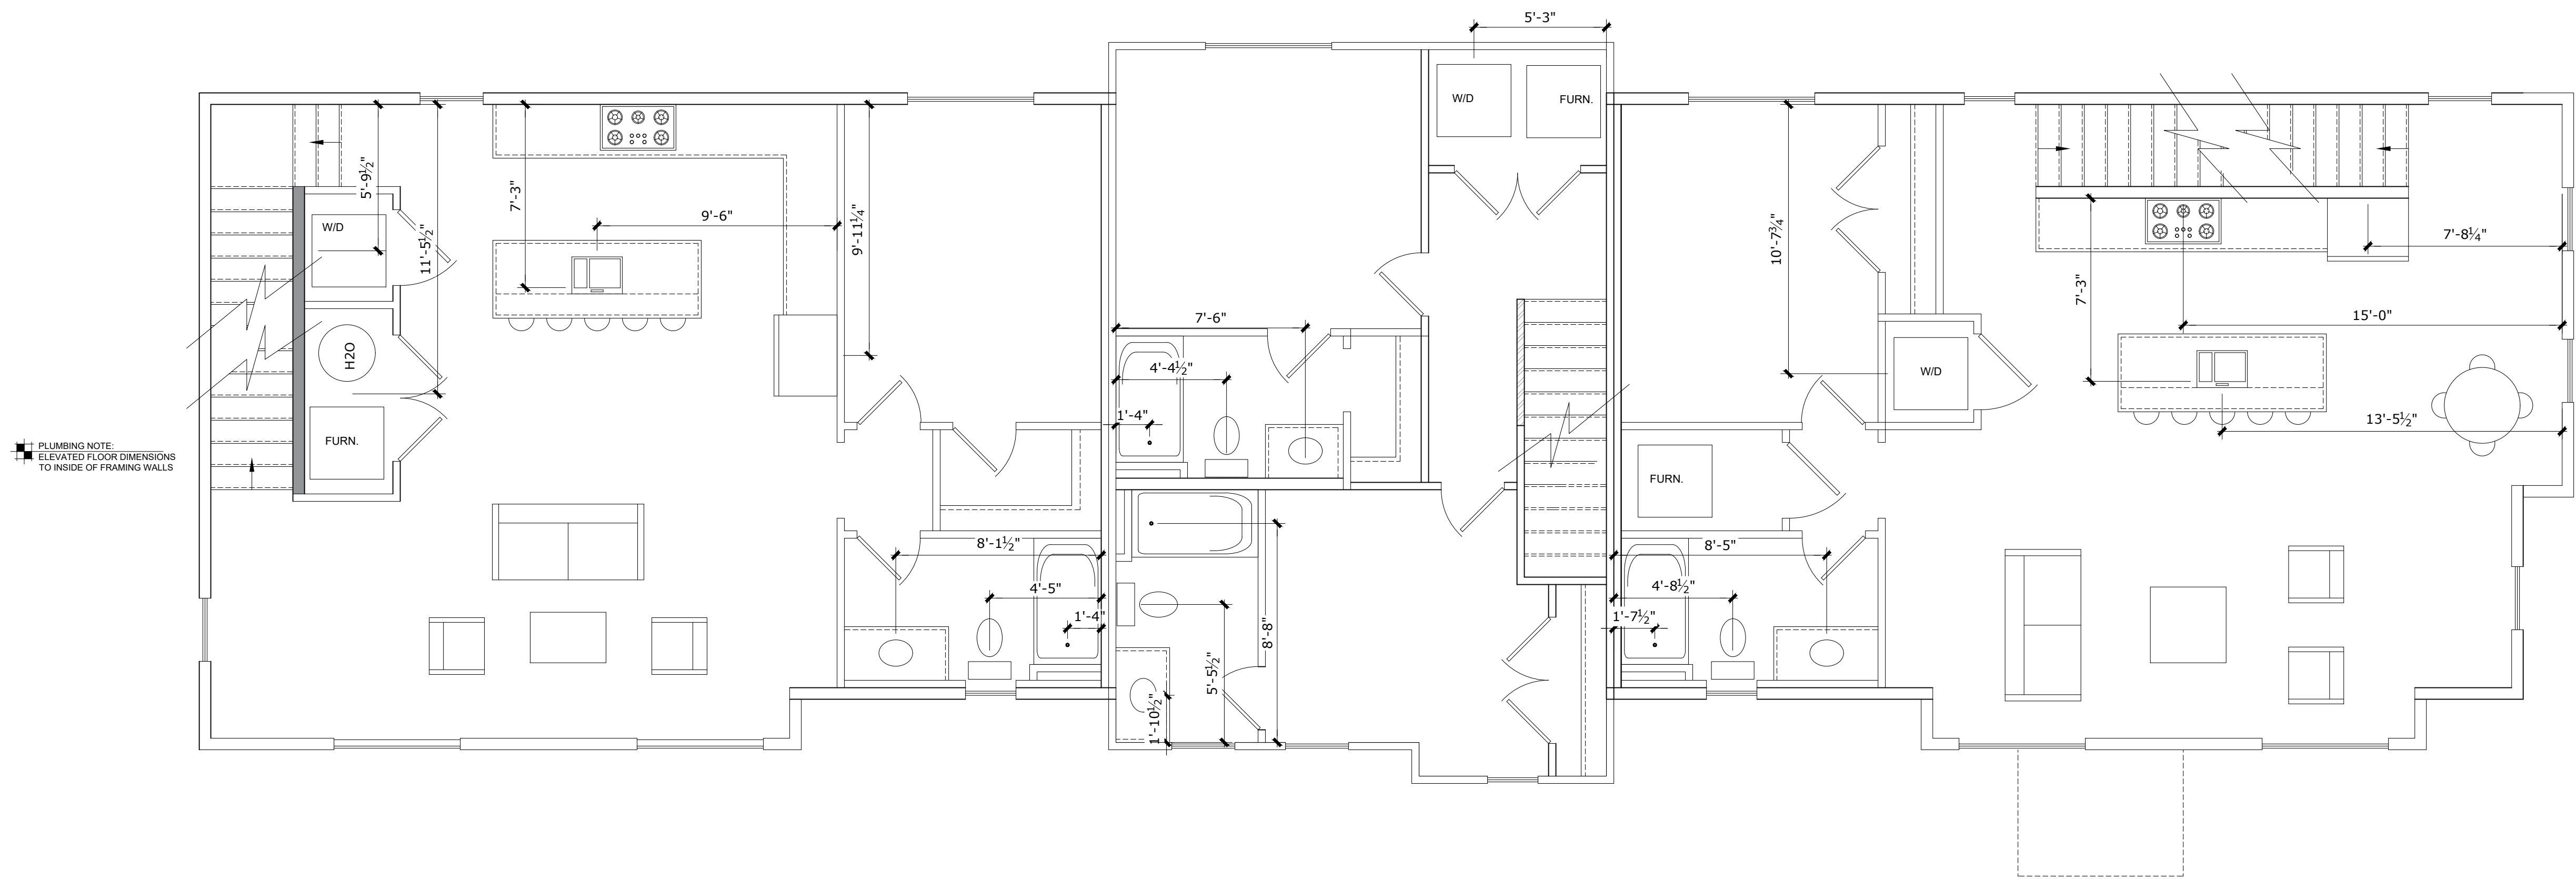 5'-3"
W/D
FURN.
5'-9½"
11'-5½"
7'-3"
9'-6"
9'-11¼"
10'-7¾"
7'-8¼"
W/D
7'-3"
15'-0"
7'-6"
4'-4½"
1'-4"
H2O
W/D
13'-5½"
FURN.
PLUMBING NOTE:
ELEVATED FLOOR DIMENSIONS
TO INSIDE OF FRAMING WALLS
FURN.
8'-1½"
4'-5"
1'-4"
8'-8"
5'-5½"
1'-10½"
8'-5"
4'-8½"
1'-7½"